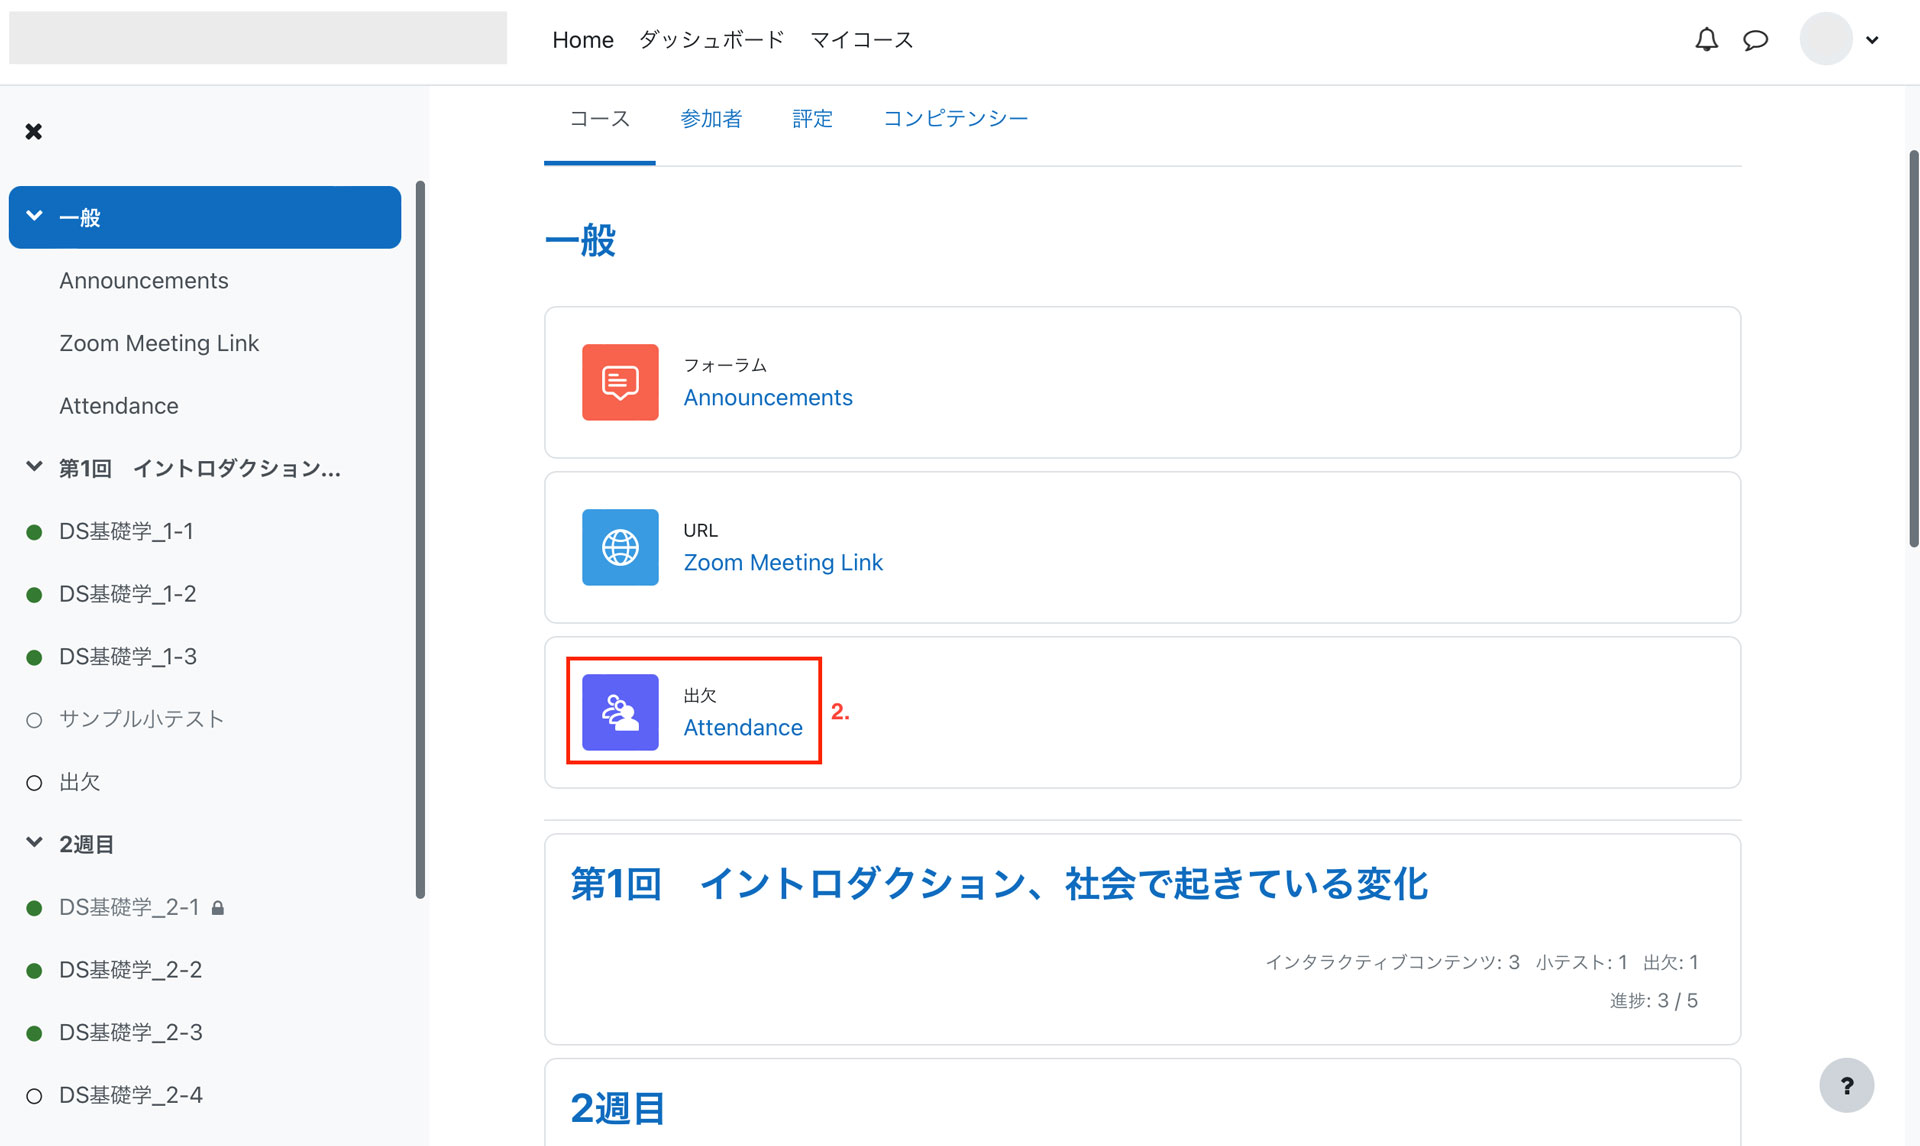 Home ダッシュボード マイコース
コース 参加者 評定 コンピテンシー
一般
Announcements
Zoom Meeting Link
Attendance
第1回　イントロダクション...
DS基礎学_1-1
DS基礎学_1-2
DS基礎学_1-3
サンプル小テスト
出欠
2週目
DS基礎学_2-1
DS基礎学_2-2
DS基礎学_2-3
DS基礎学_2-4
一般
フォーラム
Announcements
URL
Zoom Meeting Link
出欠
Attendance
2.
第1回　イントロダクション、社会で起きている変化
インタラクティブコンテンツ: 3 小テスト: 1 出欠: 1
進捗: 3 / 5
2週目
?